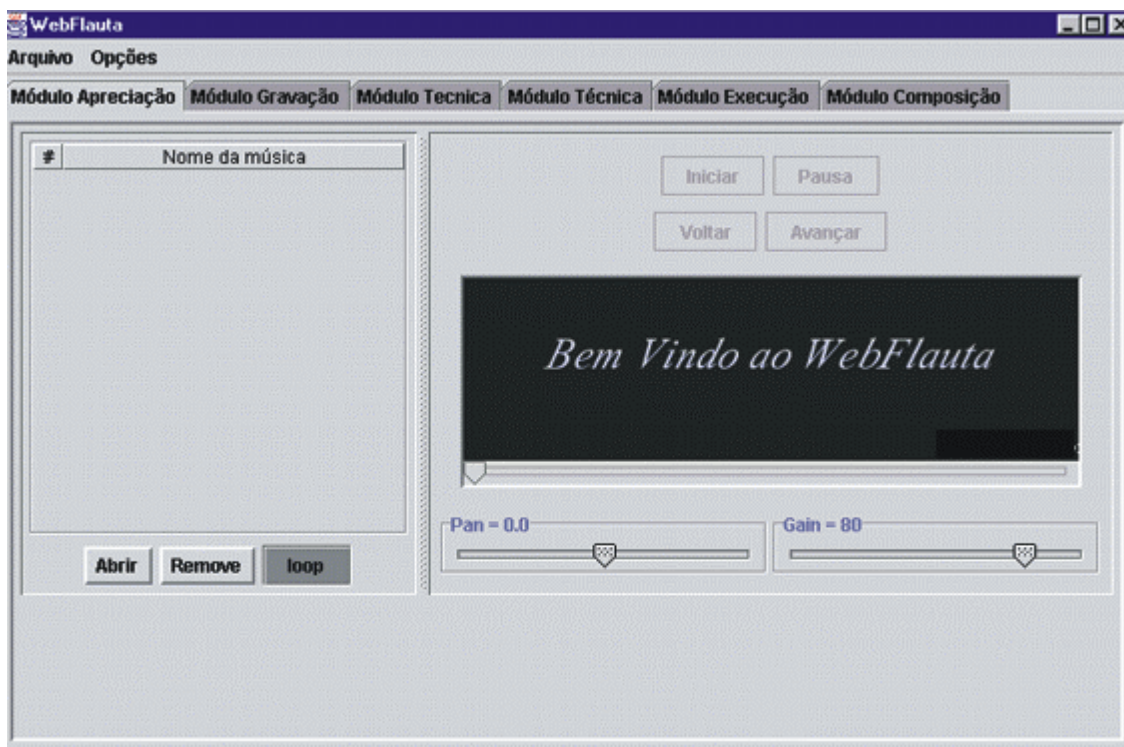 WebFlauta
Arquivo Opções
Módulo Apreciação Módulo Gravação Módulo Tecnica Módulo Técnica Módulo Execução Módulo Composição
# Nome da música
Iniciar Pausa
Voltar Avançar
Bem Vindo ao WebFlauta
Pan = 0.0 Gain = 80
Abrir Remove loop